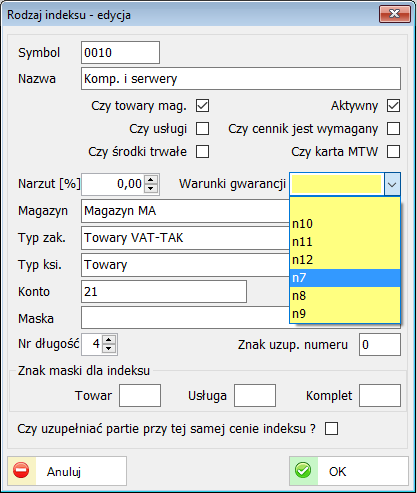 Rodzaj indeksu - edycja
Symbol 0010
Nazwa Komp. i serwery
Czy towary mag. Aktywny
Czy usługi Czy cennik jest wymagany
Czy środki trwałe Czy karta MTW
Narzut [%] 0,00 Warunki gwarancji
Magazyn Magazyn MA
n10
Typ zak. Towary VAT-TAK
n11
n12
Typ ksi. Towary
n7
Konto 21
n8
Maska
n9
Nr długość 4 Znak uzup. numeru 0
Znak maski dla indeksu
Towar Usługa Komplet
Czy uzupełniać partie przy tej samej cenie indeksu ?
Anuluj OK